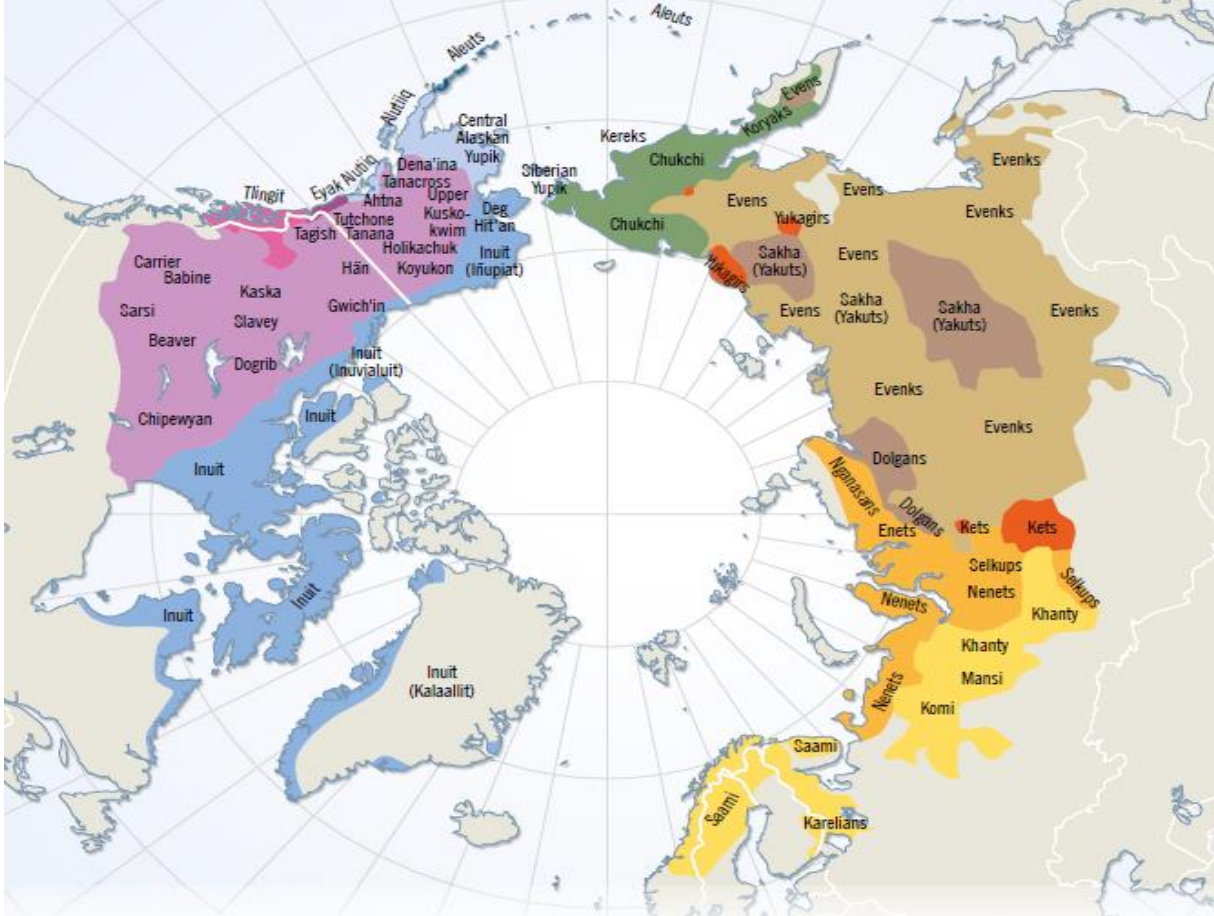 Aleuts
Aleuts
Alutiiq
Central
Alaskan
Yupik
Evens
Koryaks
Kereks
Chukchi
Siberian
Yupik
Chukchi
Evenks
Evens
Evenks
Evens
Yukagirs
Evens
Sakha
(Yakuts)
Yukagirs
Evens
Sakha
(Yakuts)
Sakha
(Yakuts)
Evenks
Tlingit
Eyak Alutiiq
Dena'ina
Tanacross
Ahtna
Upper
Kusko-
kwim
Deg
Hit'an
Tutchone
Tagish
Tanana
Holikachuk
Inuit
(Iñupiat)
Hän
Koyukon
Carrier
Babine
Kaska
Gwich'in
Sarsi
Slavey
Beaver
Dogrib
Inuit
(Inuvialuit)
Chipewyan
Inuit
Inuit
Evenks
Evenks
Dolgans
Nganasans
Dolgans
Enets
Kets
Kets
Selkups
Selkups
Nenets
Nenets
Khanty
Khanty
Mansi
Nenets
Komi
Inuit
Inuit
Inuit
(Kalaallit)
Saami
Saami
Karelians